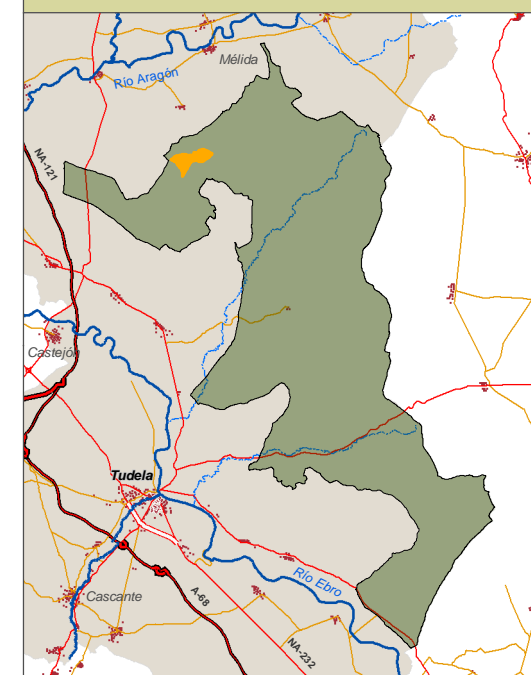 Mélida
Río Aragón
NA-121
Castejón
Tudela
Río Ebro
Cascante
A-68
NA-232